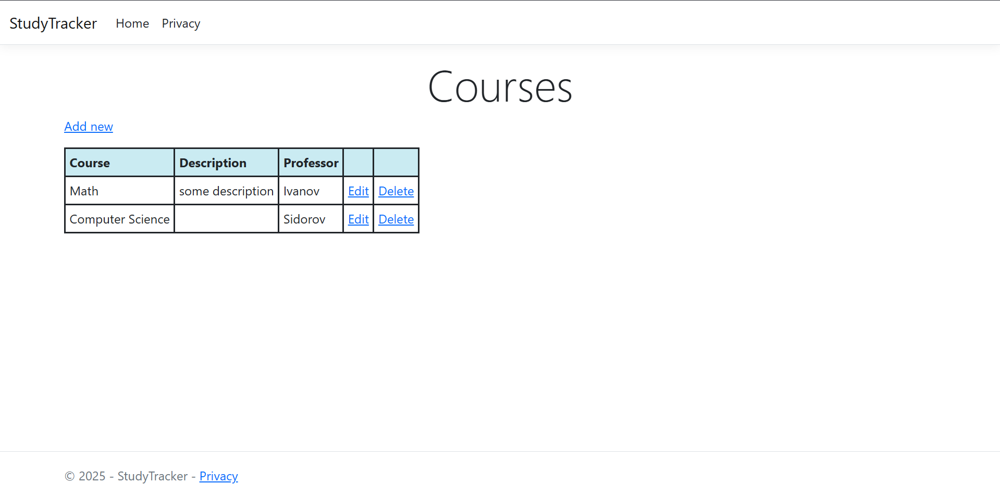 StudyTracker Home Privacy
Courses
Add new
Course Description Professor
Math some description Ivanov Edit Delete
Computer Science Sidorov Edit Delete
© 2025 - StudyTracker - Privacy